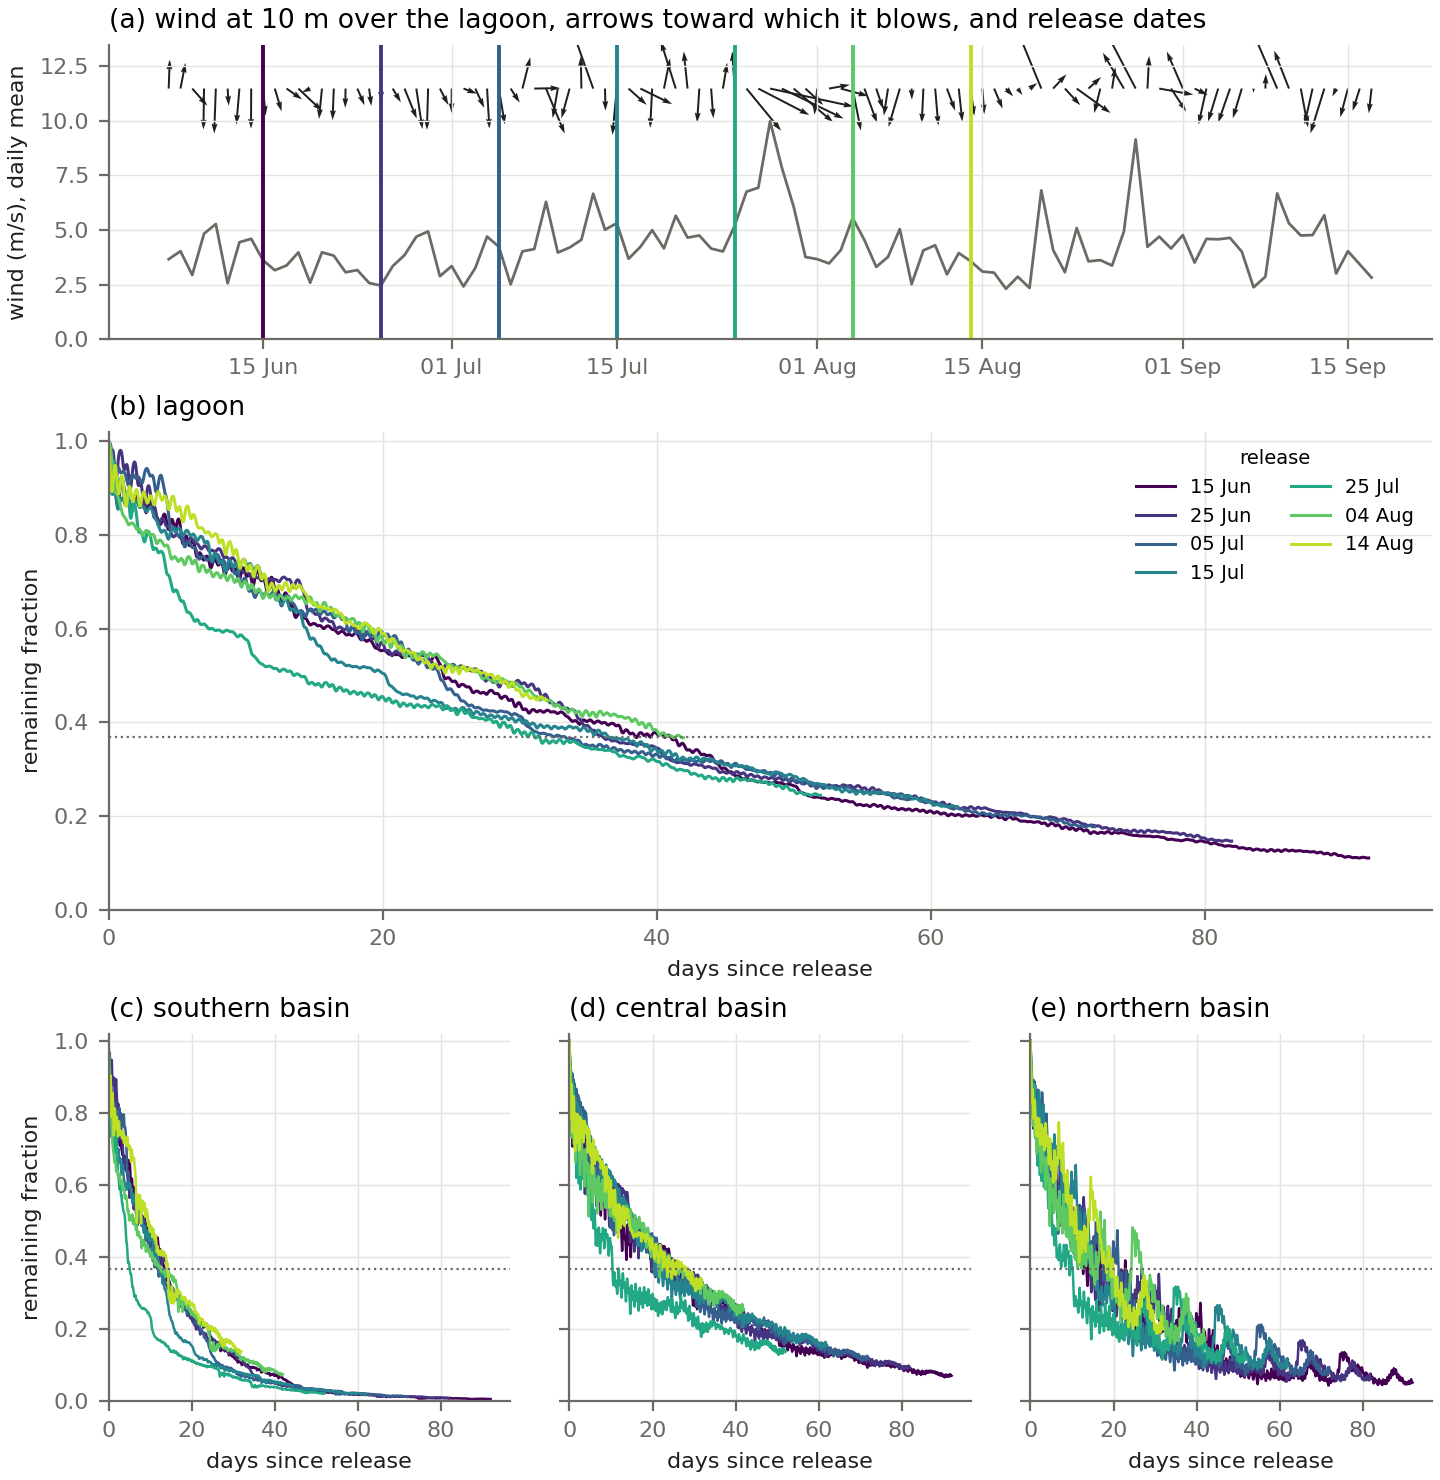 (a) wind at 10 m over the lagoon, arrows toward which it blows, and release dates
wind (m/s), daily mean
12.5
10.0
7.5
5.0
2.5
0.0
15 Jun
01 Jul
15 Jul
01 Aug
15 Aug
01 Sep
15 Sep
(b) lagoon
remaining fraction
1.0
0.8
0.6
0.4
0.2
0.0
release
15 Jun
25 Jun
05 Jul
15 Jul
25 Jul
04 Aug
14 Aug
0
20
40
60
80
days since release
(c) southern basin
remaining fraction
1.0
0.8
0.6
0.4
0.2
0.0
0
20
40
60
80
days since release
(d) central basin
0
20
40
60
80
days since release
(e) northern basin
0
20
40
60
80
days since release